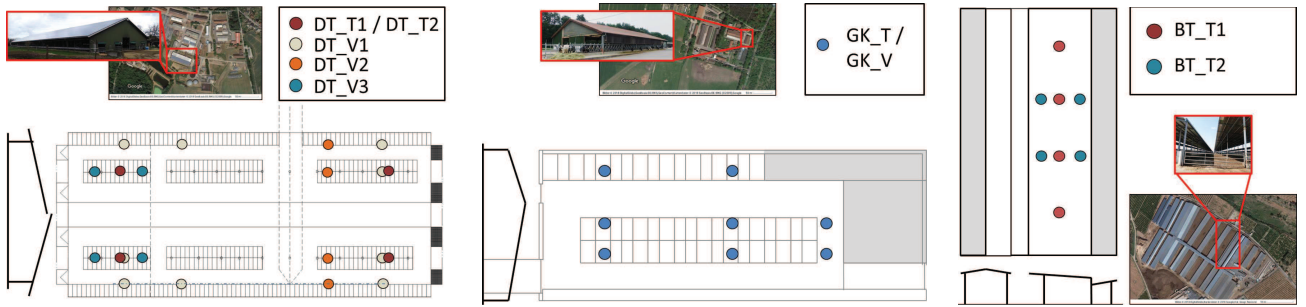 DT_T1 / DT_T2
DT_V1
DT_V2
DT_V3
Google
GK_T /
GK_V
Google
BT_T1
BT_T2